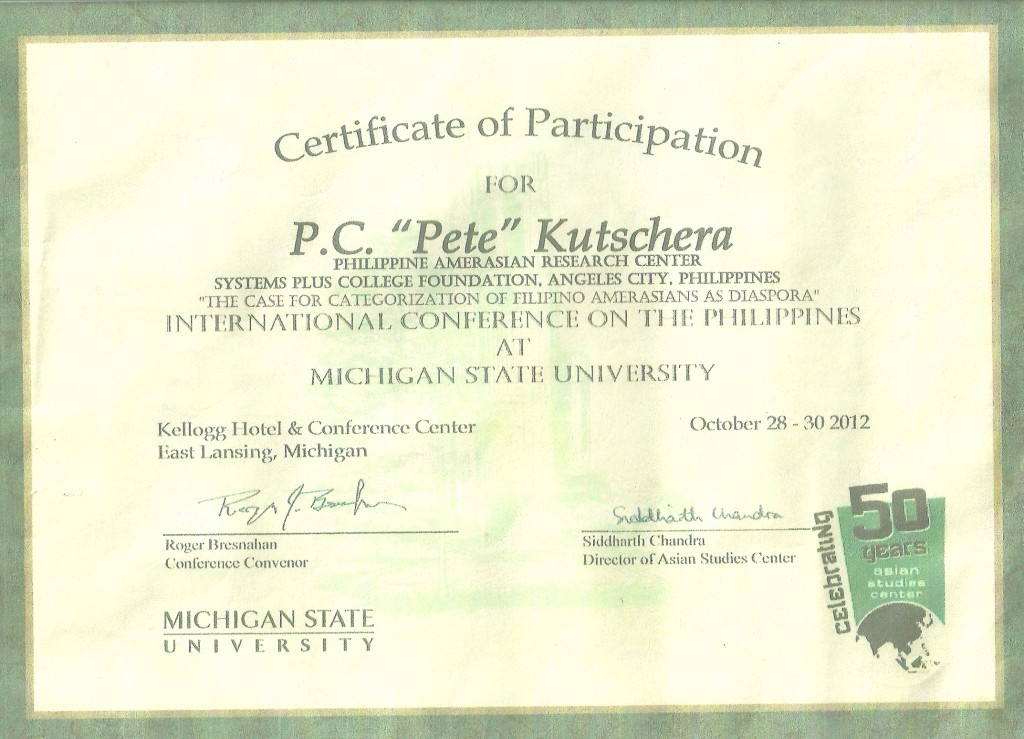 Certificate of Participation
FOR
P.C. “Pete” Kutschera
PHILIPPINE AMERASIAN RESEARCH CENTER
SYSTEMS PLUS COLLEGE FOUNDATION, ANGELES CITY, PHILIPPINES
"THE CASE FOR CATEGORIZATION OF FILIPINO AMERASIANS AS DIASPORA"
INTERNATIONAL CONFERENCE ON THE PHILIPPINES
AT
MICHIGAN STATE UNIVERSITY
Kellogg Hotel & Conference Center
East Lansing, Michigan
October 28 - 30 2012
Roger J. Bresnahan
Roger Bresnahan
Conference Convenor
Siddharth Chandra
Siddharth Chandra
Director of Asian Studies Center
MICHIGAN STATE
UNIVERSITY
celebrating
50
years
asian
studies
center